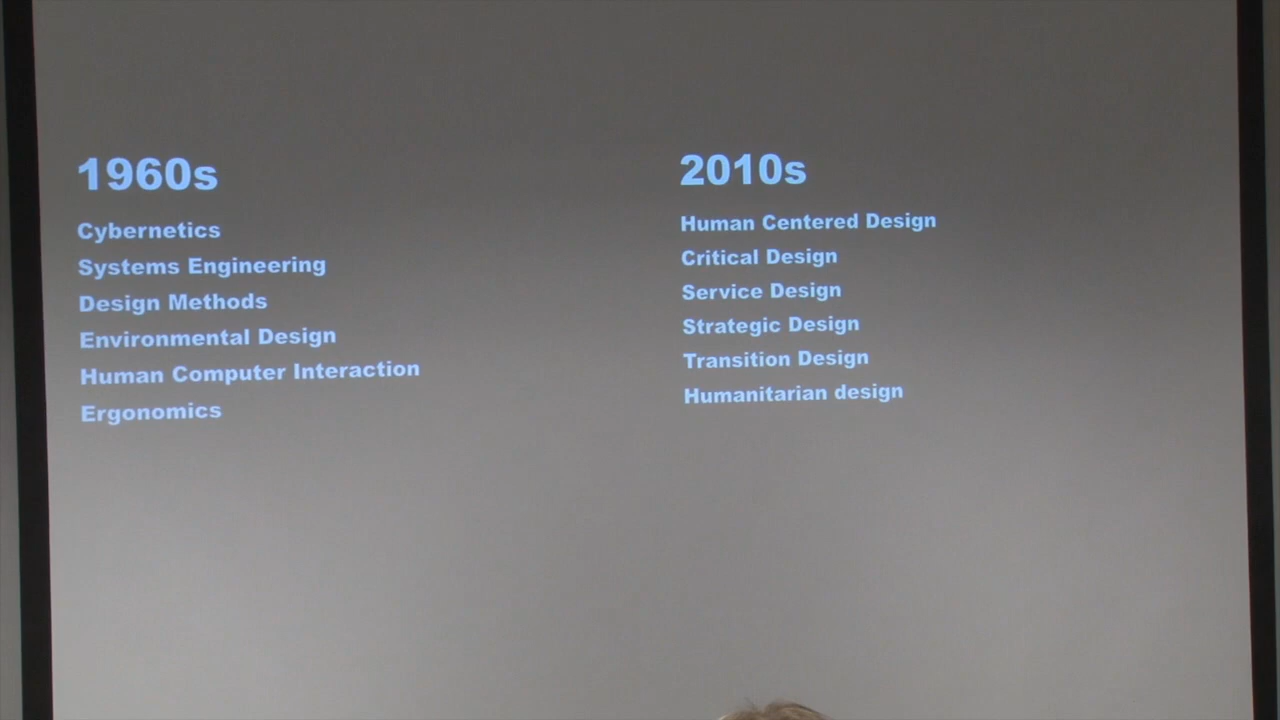 1960s
Cybernetics
Systems Engineering
Design Methods
Environmental Design
Human Computer Interaction
Ergonomics
2010s
Human Centered Design
Critical Design
Service Design
Strategic Design
Transition Design
Humanitarian design